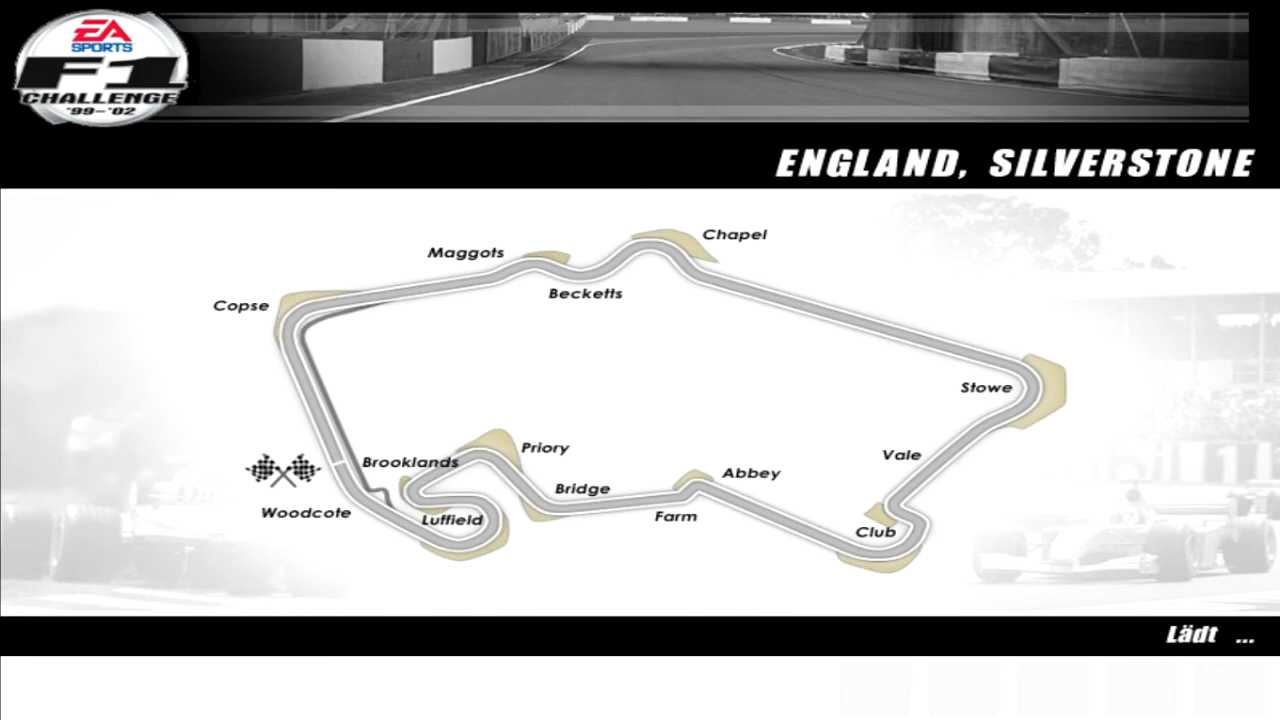 EA
SPORTS
F1
CHALLENGE
'99-'02
ENGLAND, SILVERSTONE
Chapel
Maggots
Becketts
Copse
Stowe
Priory
Vale
Brooklands
Abbey
Bridge
Woodcote
Farm
Luffield
Club
Lädt ...